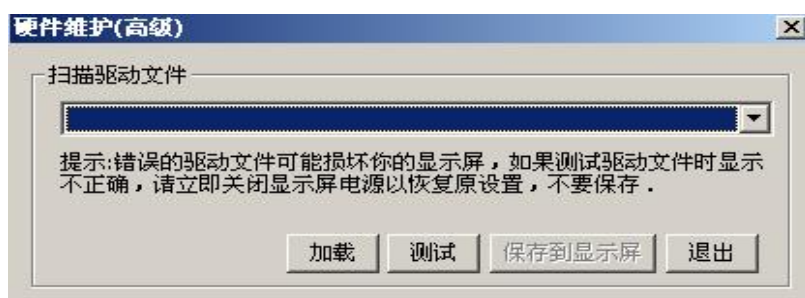 硬件维护(高级)
扫描驱动文件
提示:错误的驱动文件可能损坏你的显示屏，如果测试驱动文件时显示
不正确，请立即关闭显示屏电源以恢复原设置，不要保存．
加载 测试 保存到显示屏 退出